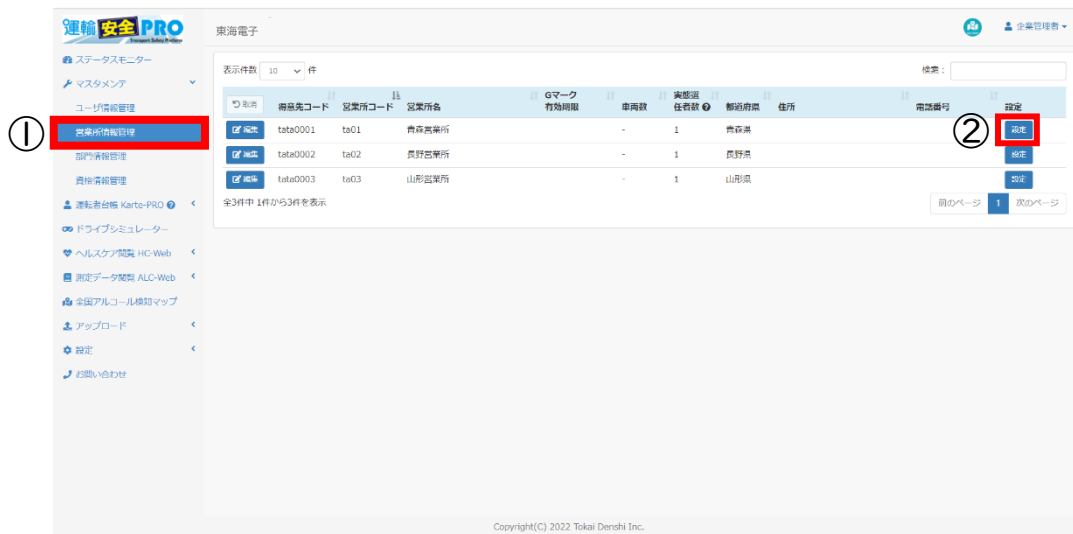 運輸安全PRO
Transport Safety Platform
東海電子
企業管理者
ステータスモニター
マスタメンテ
ユーザ情報管理
① 営業所情報管理
部門情報管理
資格情報管理
運転者台帳 Karte-PRO
ドライブシミュレーター
ヘルスケア閲覧 HC-Web
測定データ閲覧 ALC-Web
全国アルコール検知マップ
アップロード
設定
お問い合わせ
表示件数 10 件
検索：
取消 得意先コード 営業所コード 営業所名 Gマーク有効期限 車両数 実態選任者数 都道府県 住所 電話番号 設定
編集 tata0001 ta01 青森営業所 - 1 青森県 ② 設定
編集 tata0002 ta02 長野営業所 - 1 長野県 設定
編集 tata0003 ta03 山形営業所 - 1 山形県 設定
全3件中 1件から3件を表示
前のページ 1 次のページ
Copyright(C) 2022 Tokai Denshi Inc.